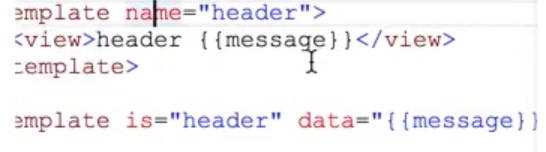 emplate name="header">
<view>header {{message}}</view>
template>
emplate is="header" data="{{message}}